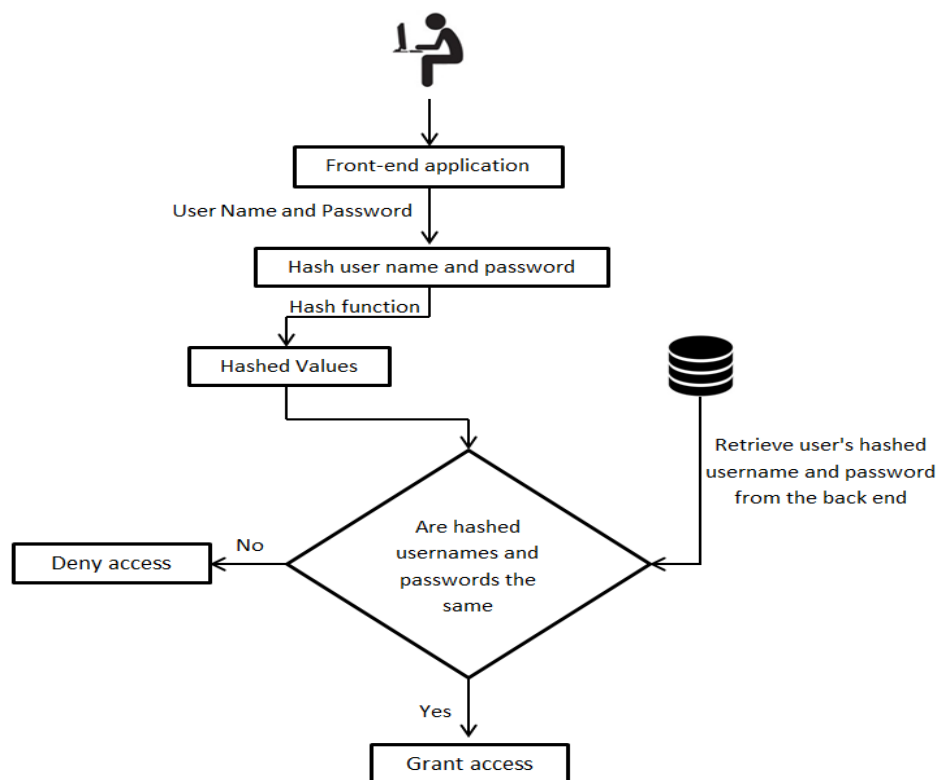 Front-end application
User Name and Password
Hash user name and password
Hash function
Hashed Values
Retrieve user's hashed
username and password
from the back end
Are hashed
usernames and
passwords the
same
No
Deny access
Yes
Grant access